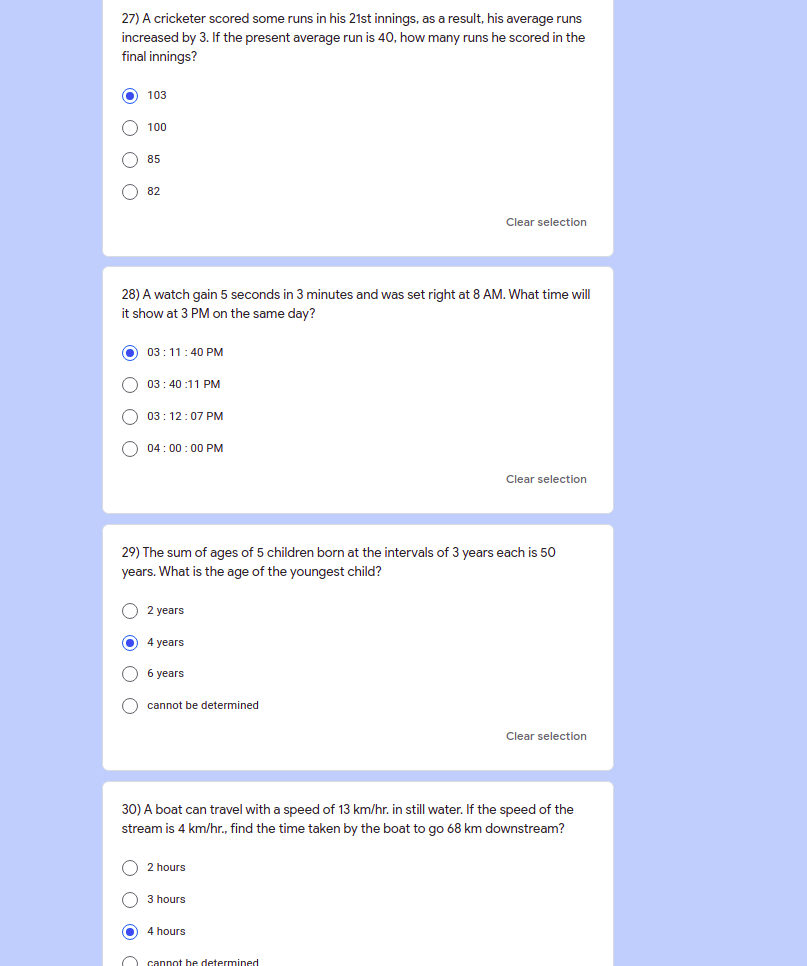 27) A cricketer scored some runs in his 21st innings, as a result, his average runs
increased by 3. If the present average run is 40, how many runs he scored in the
final innings?
103
100
85
82
Clear selection
28) A watch gain 5 seconds in 3 minutes and was set right at 8 AM. What time will
it show at 3 PM on the same day?
03 : 11 : 40 PM
03 : 40 :11 PM
03 : 12 : 07 PM
04 : 00 : 00 PM
Clear selection
29) The sum of ages of 5 children born at the intervals of 3 years each is 50
years. What is the age of the youngest child?
2 years
4 years
6 years
cannot be determined
Clear selection
30) A boat can travel with a speed of 13 km/hr. in still water. If the speed of the
stream is 4 km/hr., find the time taken by the boat to go 68 km downstream?
2 hours
3 hours
4 hours
cannot be determined